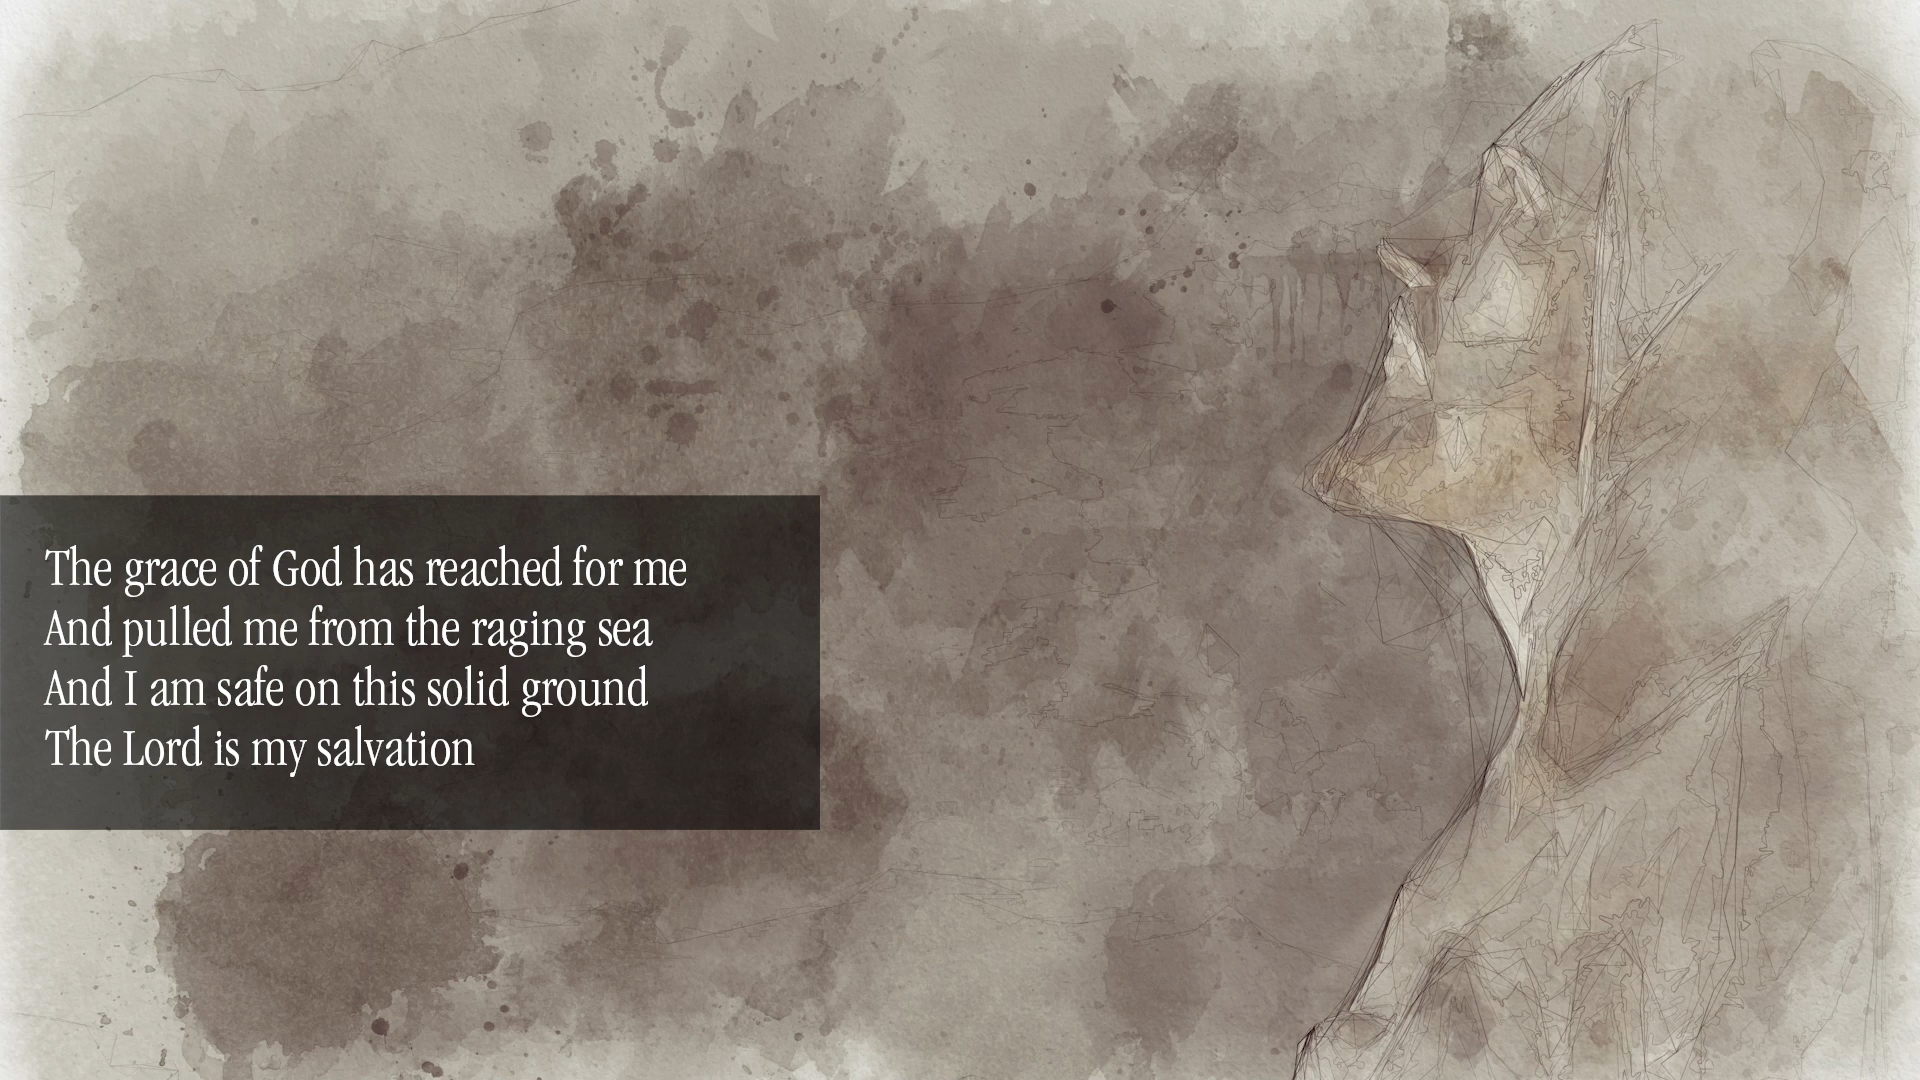 The grace of God has reached for me
And pulled me from the raging sea
And I am safe on this solid ground
The Lord is my salvation